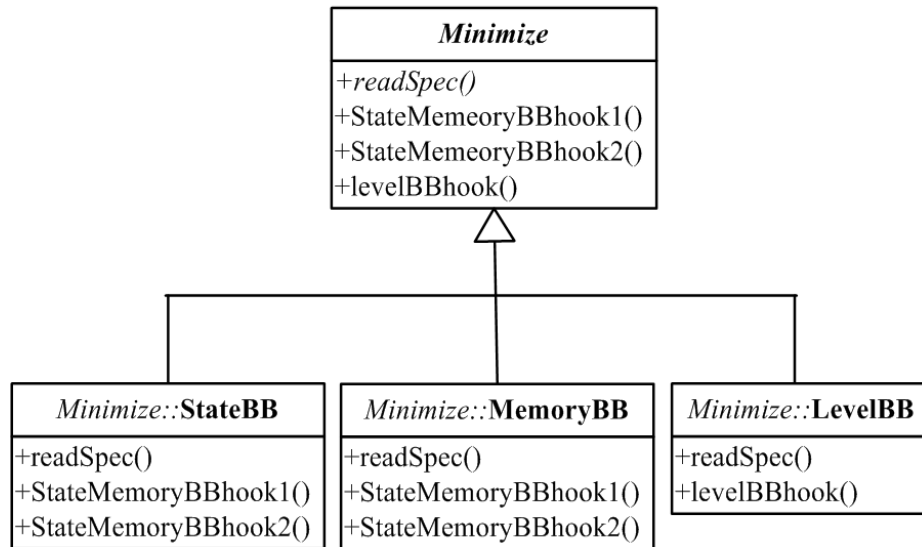 Minimize
+readSpec()
+StateMemeoryBBhook1()
+StateMemeoryBBhook2()
+levelBBhook()
Minimize::StateBB
+readSpec()
+StateMemoryBBhook1()
+StateMemoryBBhook2()
Minimize::MemoryBB
+readSpec()
+StateMemoryBBhook1()
+StateMemoryBBhook2()
Minimize::LevelBB
+readSpec()
+levelBBhook()